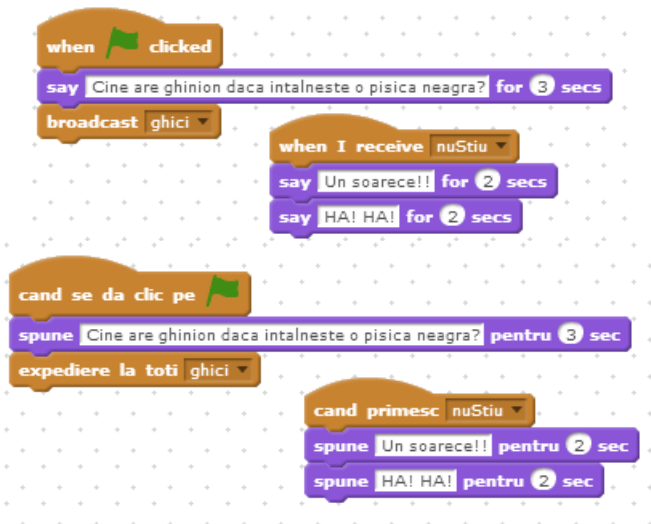 when clicked
say Cine are ghinion daca intalneste o pisica neagra? for 3 secs
broadcast ghici
when I receive nuStiu
say Un soarece!! for 2 secs
say HA! HA! for 2 secs
cand se da clic pe
spune Cine are ghinion daca intalneste o pisica neagra? pentru 3 sec
expediere la toti ghici
cand primesc nuStiu
spune Un soarece!! pentru 2 sec
spune HA! HA! pentru 2 sec